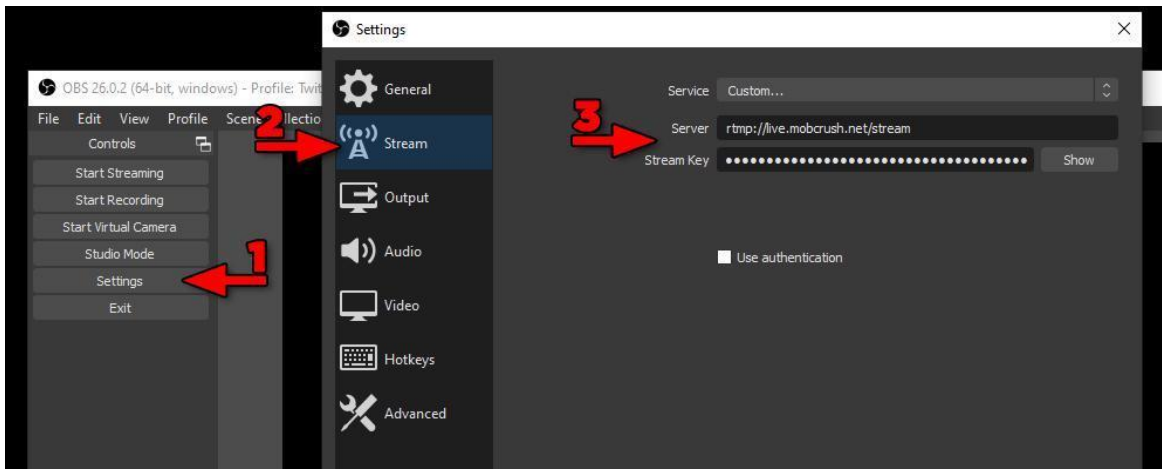 Settings
OBS 26.0.2 (64-bit, windows) - Profile: Twit
File Edit View Profile Scene llectio
Controls
Start Streaming
Start Recording
Start Virtual Camera
Studio Mode
Settings
Exit
1
2
3
General
Stream
Output
Audio
Video
Hotkeys
Advanced
Service Custom...
Server rtmp://live.mobcrush.net/stream
Stream Key ●●●●●●●●●●●●●●●●●●●●●●●●●●●●●●●●●●●●● Show
Use authentication